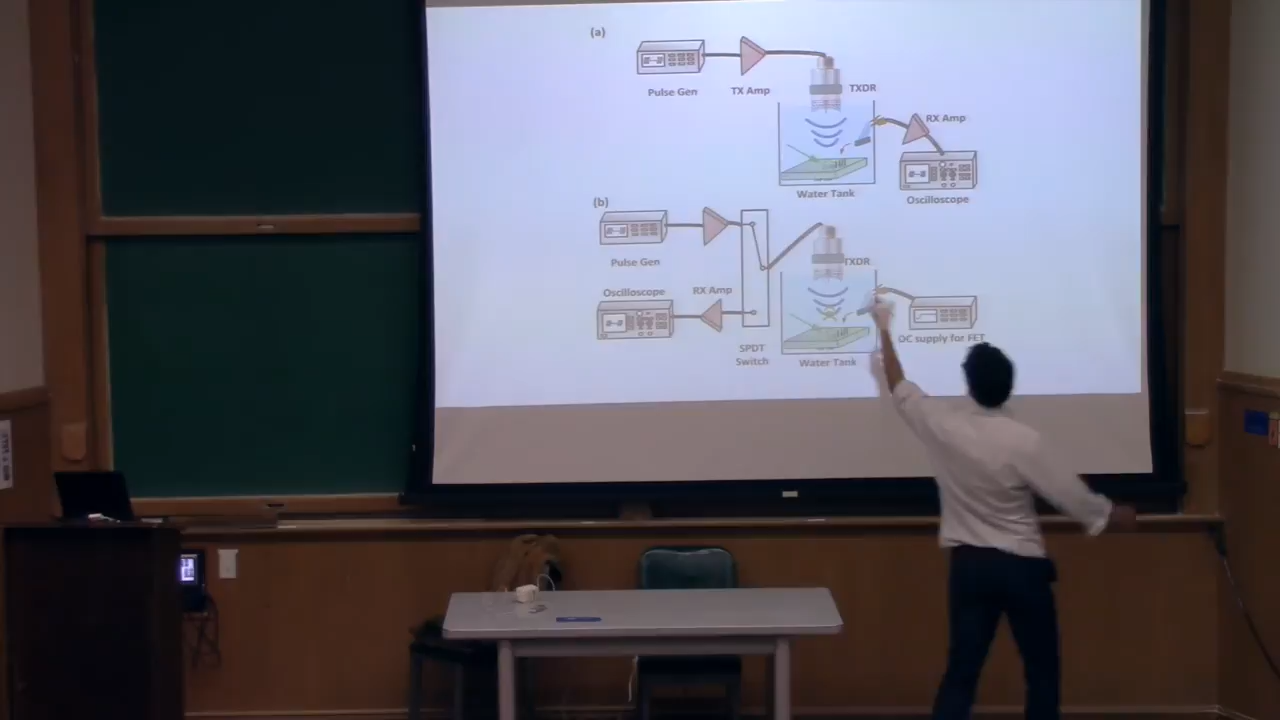 (a)
Pulse Gen
TX Amp
TXDR
RX Amp
Water Tank
Oscilloscope
(b)
Pulse Gen
TXDR
Oscilloscope
RX Amp
SPDT
Switch
Water Tank
DC supply for FET